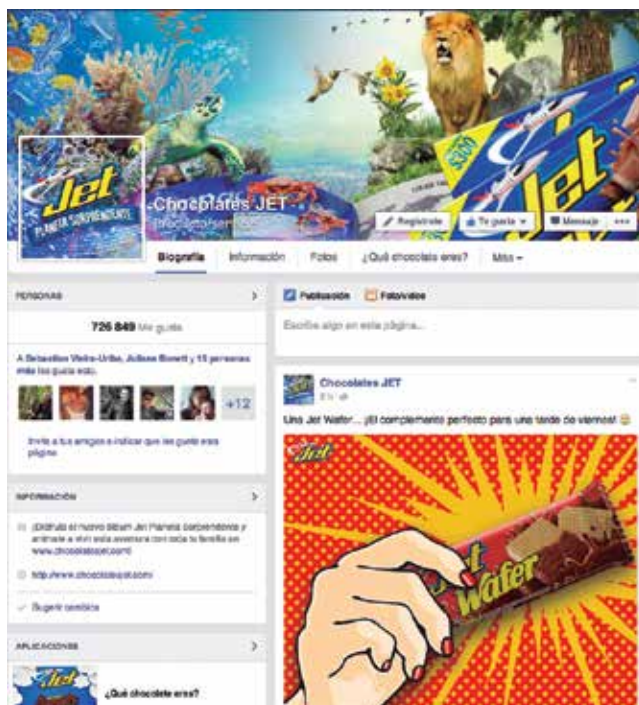 Jet
PLANETA SORPRENDENTE
Chocolates JET
Regístrate
Te gusta
Mensaje
Jet
Biografía Información Fotos ¿Qué chocolate eres? Más
PERSONAS
726 849 Me gusta
A Sebastian Vieira-Uribe, Juliana Bonett y 15 personas
más les gusta esto.
+12
Invita a tus amigos a indicar que les gusta esta
página
INFORMACIÓN
¡Disfruta el nuevo álbum Jet Planeta Sorprendente y
anímate a vivir esta aventura con toda tu familia en
www.chocolatesjet.com!
http://www.chocolatesjet.com/
Sugerir cambios
APLICACIONES
Jet
¿Qué chocolate eres?
Publicación Foto/video
Escribe algo en esta página...
Chocolates JET
Una Jet Wafer... ¡El complemento perfecto para una tarde de viernes!
Jet
Jet
Wafer